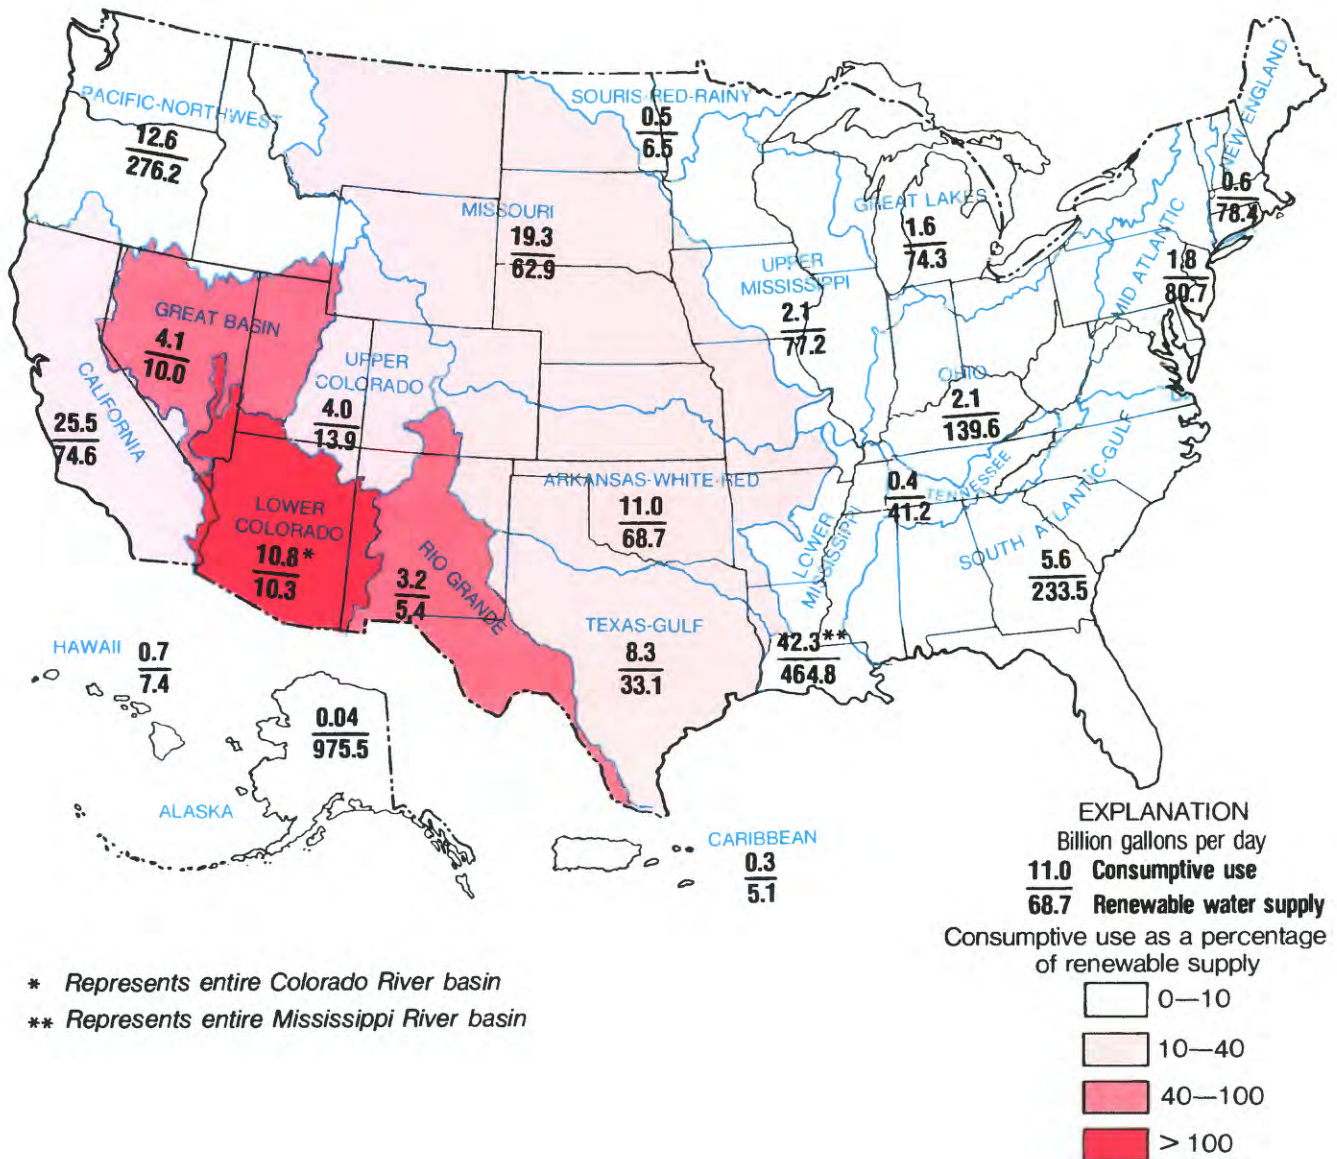 PACIFIC-NORTHWEST
12.6
276.2
SOURIS-RED-RAINY
0.5
6.5
NEW ENGLAND
0.6
78.4
MISSOURI
19.3
62.9
GREAT LAKES
1.6
74.3
UPPER
MISSISSIPPI
2.1
77.2
MID ATLANTIC
1.8
80.7
GREAT BASIN
4.1
10.0
CALIFORNIA
25.5
74.6
UPPER
COLORADO
4.0
13.9
OHIO
2.1
139.6
LOWER
COLORADO
10.8*
10.3
RIO GRANDE
3.2
5.4
ARKANSAS-WHITE-RED
11.0
68.7
TENNESSEE
0.4
41.2
LOWER
MISSISSIPPI
42.3**
464.8
SOUTH ATLANTIC-GULF
5.6
233.5
TEXAS-GULF
8.3
33.1
HAWAII
0.7
7.4
0.04
975.5
ALASKA
CARIBBEAN
0.3
5.1
EXPLANATION
Billion gallons per day
11.0 Consumptive use
68.7 Renewable water supply
Consumptive use as a percentage
of renewable supply
0—10
10—40
40—100
> 100
* Represents entire Colorado River basin
** Represents entire Mississippi River basin